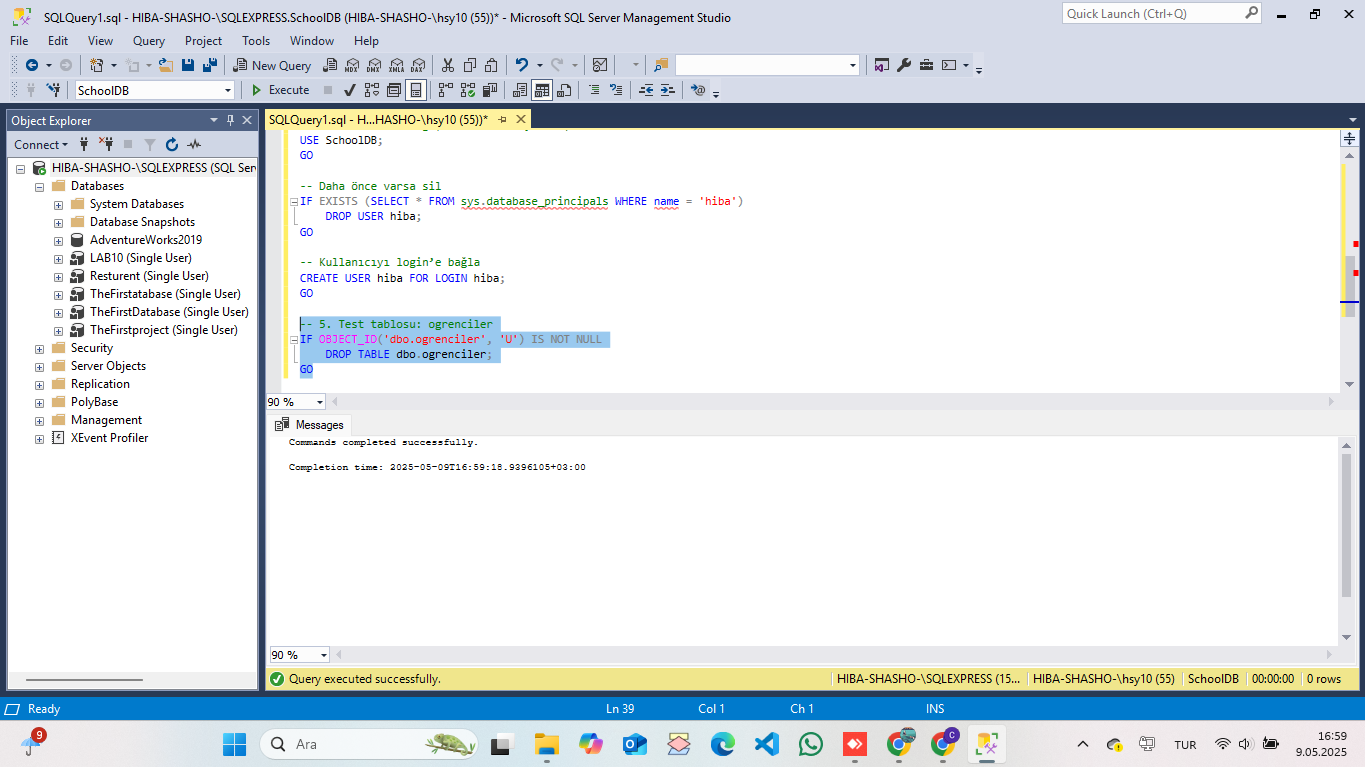 SQLQuery1.sql - HIBA-SHASHO-\SQLEXPRESS.SchoolDB (HIBA-SHASHO-\hsy10 (55))* - Microsoft SQL Server Management Studio
Quick Launch (Ctrl+Q)
File Edit View Query Project Tools Window Help
New Query MDX DMX XMLA DAX
SchoolDB Execute
Object Explorer
Connect
HIBA-SHASHO-\SQLEXPRESS (SQL Ser
Databases
System Databases
Database Snapshots
AdventureWorks2019
LAB10 (Single User)
Resturent (Single User)
TheFirstatabase (Single User)
TheFirstDatabase (Single User)
TheFirstproject (Single User)
Security
Server Objects
Replication
PolyBase
Management
XEvent Profiler
SQLQuery1.sql - H...HASHO-\hsy10 (55))*
USE SchoolDB;
GO
-- Daha önce varsa sil
IF EXISTS (SELECT * FROM sys.database_principals WHERE name = 'hiba')
DROP USER hiba;
GO
-- Kullanıcıyı login’e bağla
CREATE USER hiba FOR LOGIN hiba;
GO
-- 5. Test tablosu: ogrenciler
IF OBJECT_ID('dbo.ogrenciler', 'U') IS NOT NULL
DROP TABLE dbo.ogrenciler;
GO
90 %
Messages
Commands completed successfully.
Completion time: 2025-05-09T16:59:18.9396105+03:00
90 %
Query executed successfully. HIBA-SHASHO-\SQLEXPRESS (15... HIBA-SHASHO-\hsy10 (55) SchoolDB 00:00:00 0 rows
Ready Ln 39 Col 1 Ch 1 INS
9
Ara
C
TUR
16:59
9.05.2025